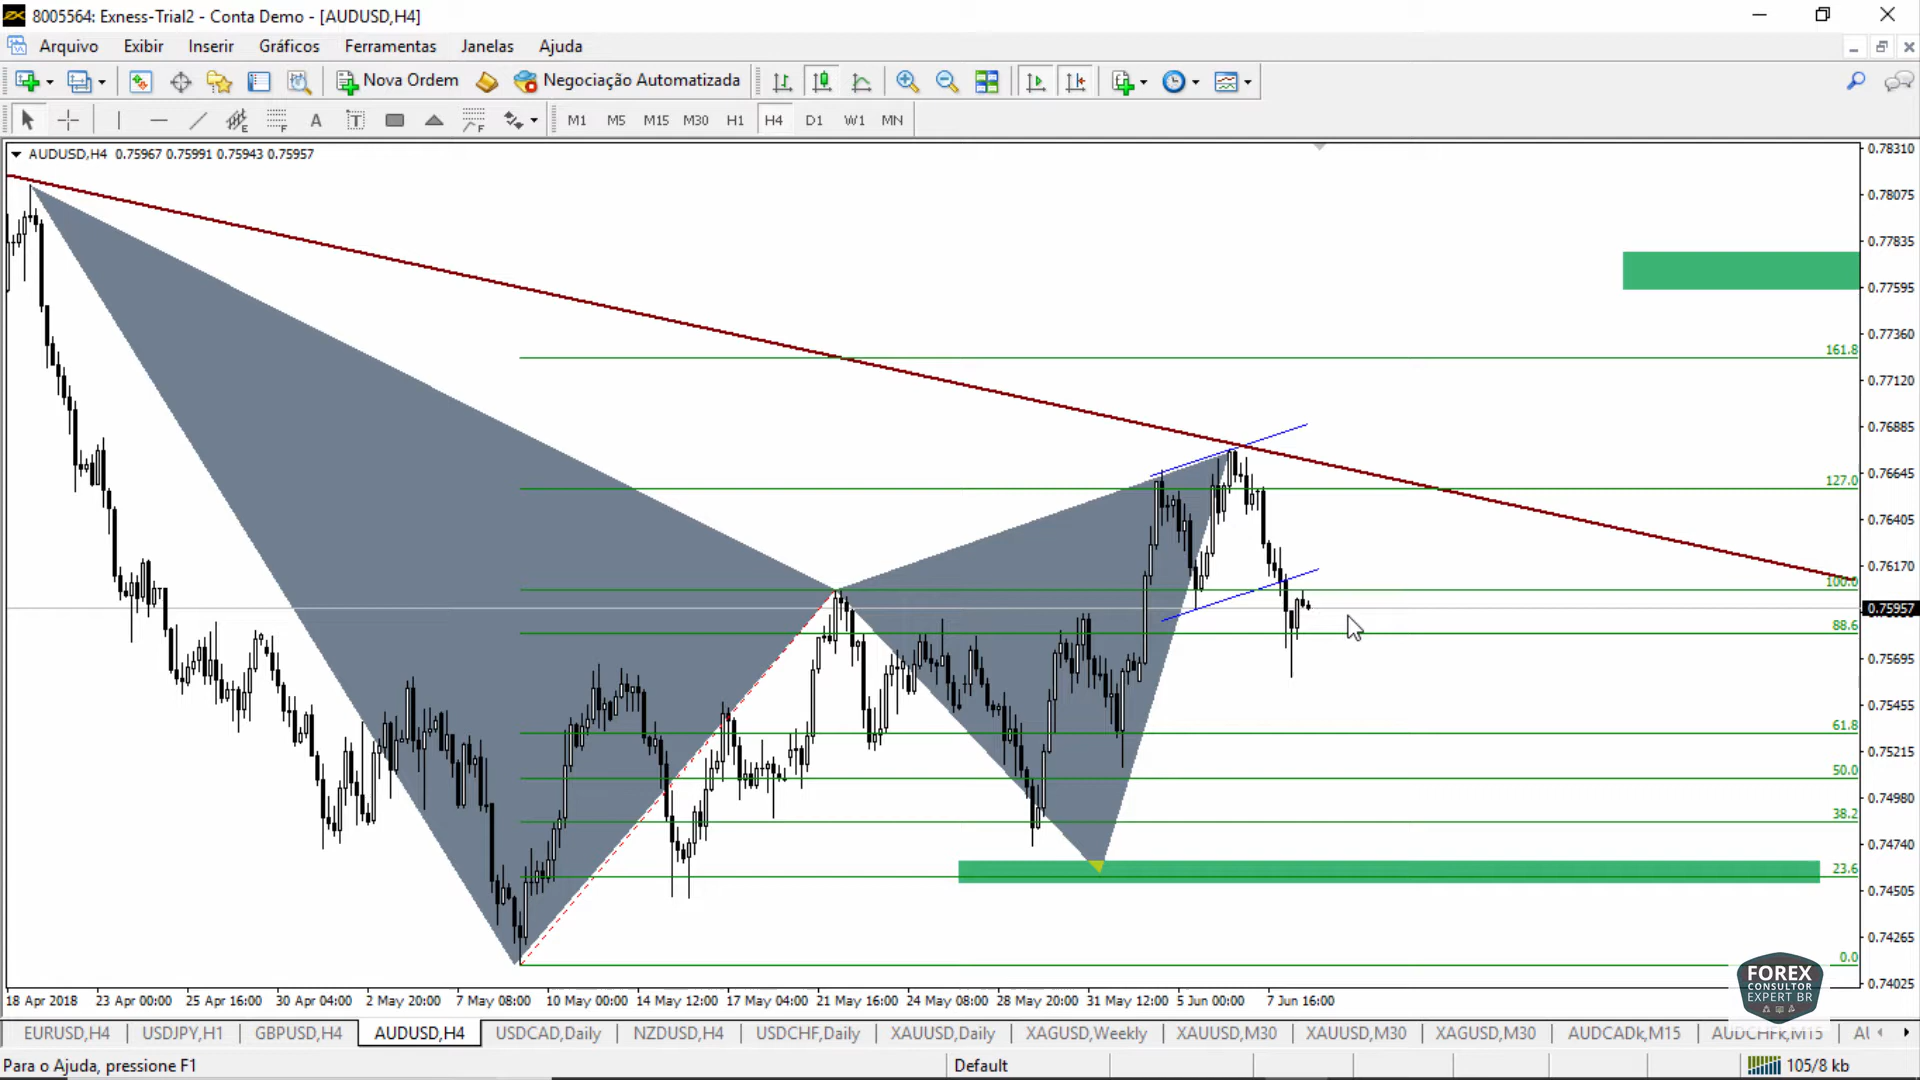 8005564: Exness-Trial2 - Conta Demo - [AUDUSD,H4]
Arquivo Exibir Inserir Gráficos Ferramentas Janelas Ajuda
Nova Ordem Negociação Automatizada
A T M1 M5 M15 M30 H1 H4 D1 W1 MN
AUDUSD,H4 0.75967 0.75991 0.75943 0.75957
0.78310
0.78075
0.77835
0.77595
161.8
0.77360
0.77120
0.76885
127.0
0.76645
0.76405
0.76170
100.0
0.75957
88.6
0.75695
0.75455
61.8
0.75215
50.0
0.74980
38.2
0.74740
23.6
0.74505
0.74265
0.0
0.74025
FOREX
CONSULTOR
EXPERT BR
18 Apr 2018 23 Apr 00:00 25 Apr 16:00 30 Apr 04:00 2 May 20:00 7 May 08:00 10 May 00:00 14 May 12:00 17 May 04:00 21 May 16:00 24 May 08:00 28 May 20:00 31 May 12:00 5 Jun 00:00 7 Jun 16:00
EURUSD,H4 USDJPY,H1 GBPUSD,H4 AUDUSD,H4 USDCAD,Daily NZDUSD,H4 USDCHF,Daily XAUUSD,Daily XAGUSD,Weekly XAUUSD,M30 XAUUSD,M30 XAGUSD,M30 AUDCADk,M15 AUDCHFk,M15
Para o Ajuda, pressione F1 Default 105/8 kb